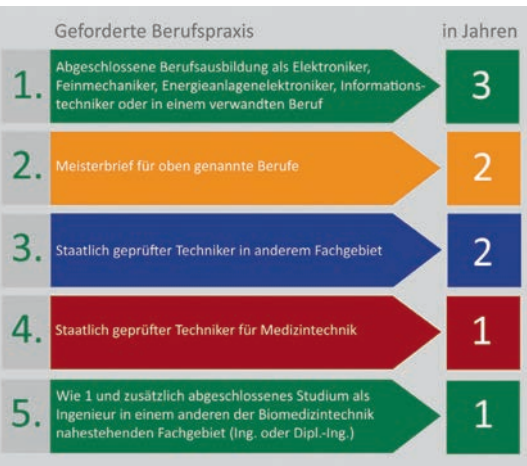 Geforderte Berufspraxis in Jahren
1. Abgeschlossene Berufsausbildung als Elektroniker,
Feinmechaniker, Energieanlagenelektroniker, Informations-
techniker oder in einem verwandten Beruf
3
2. Meisterbrief für oben genannte Berufe 2
3. Staatlich geprüfter Techniker in anderem Fachgebiet 2
4. Staatlich geprüfter Techniker für Medizintechnik 1
5. Wie 1 und zusätzlich abgeschlossenes Studium als
Ingenieur in einem anderen der Biomedizintechnik
nahestehenden Fachgebiet (Ing. oder Dipl.-Ing.)
1